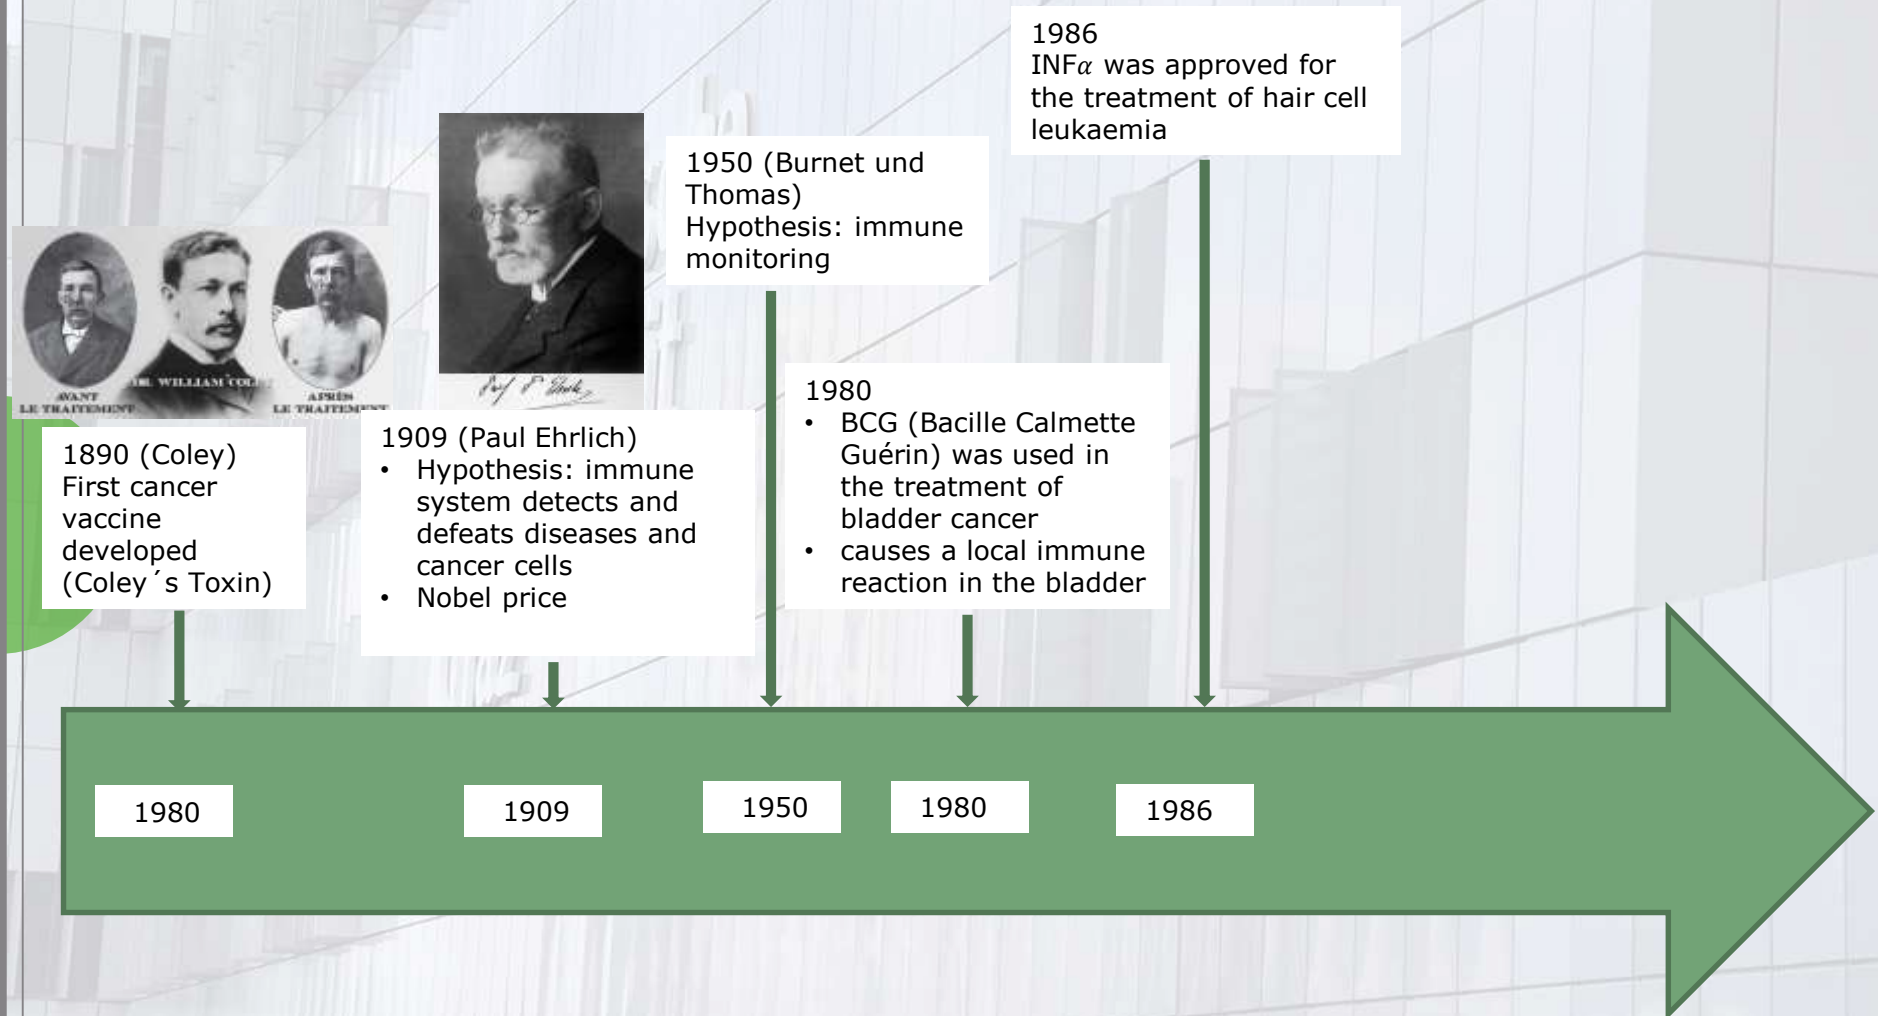 1986
INFα was approved for
the treatment of hair cell
leukaemia
1950 (Burnet und
Thomas)
Hypothesis: immune
monitoring
AVANT
LE TRAITEMENT
DR. WILLIAM COLEY
APRÈS
LE TRAITEMENT
1890 (Coley)
First cancer
vaccine
developed
(Coley´s Toxin)
1909 (Paul Ehrlich)
• Hypothesis: immune
system detects and
defeats diseases and
cancer cells
• Nobel price
1980
• BCG (Bacille Calmette
Guérin) was used in
the treatment of
bladder cancer
• causes a local immune
reaction in the bladder
1980
1909
1950
1980
1986